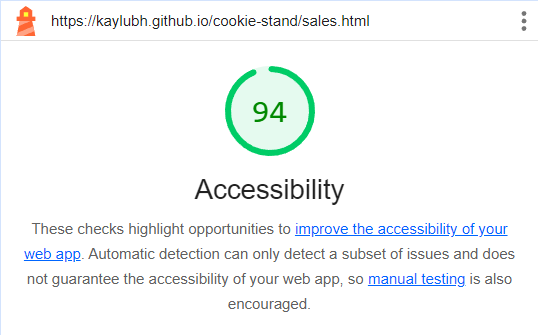 https://kaylubh.github.io/cookie-stand/sales.html
94
Accessibility
These checks highlight opportunities to improve the accessibility of your
web app. Automatic detection can only detect a subset of issues and does
not guarantee the accessibility of your web app, so manual testing is also
encouraged.